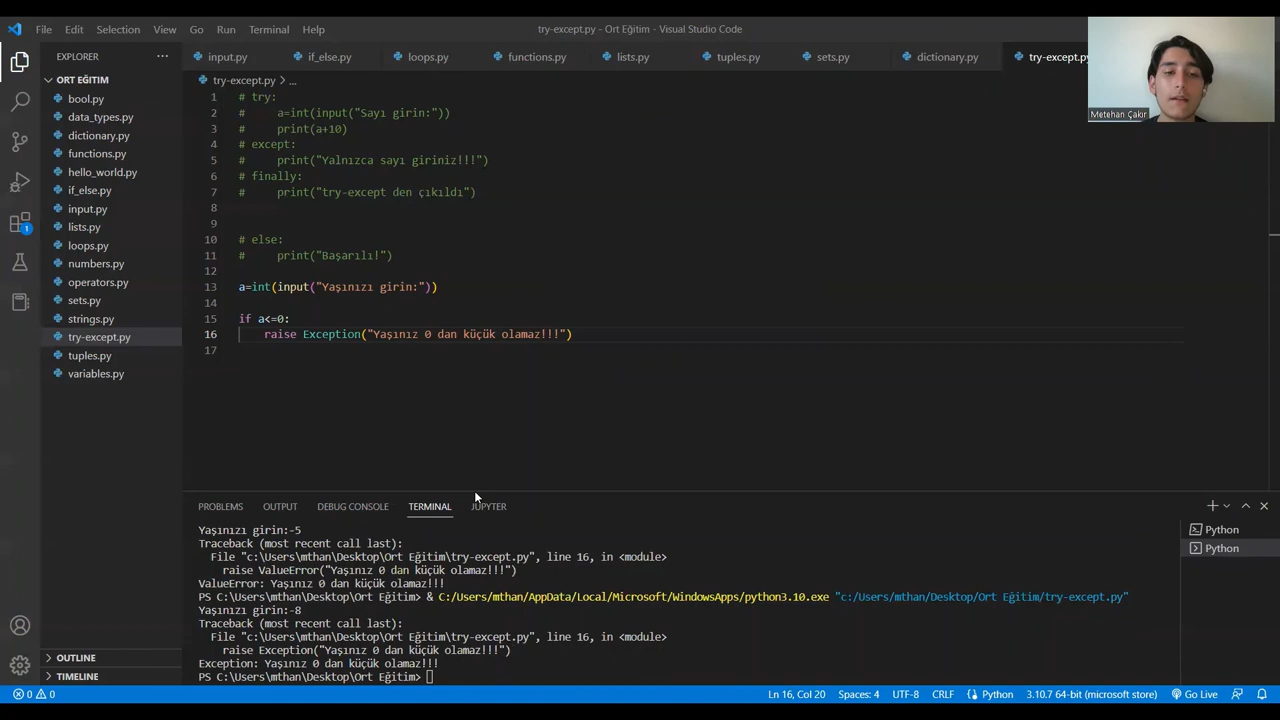 File Edit Selection View Go Run Terminal Help
try-except.py - Ort Eğitim - Visual Studio Code
EXPLORER
input.py if_else.py loops.py functions.py lists.py tuples.py sets.py dictionary.py try-except.py
ORT EĞİTİM
try-except.py > ...
bool.py
data_types.py
dictionary.py
functions.py
hello_world.py
if_else.py
input.py
lists.py
loops.py
numbers.py
operators.py
sets.py
strings.py
try-except.py
tuples.py
variables.py
OUTLINE
TIMELINE
1 # try:
2 #     a=int(input("Sayı girin:"))
3 #     print(a+10)
4 # except:
5 #     print("Yalnızca sayı giriniz!!!")
6 # finally:
7 #     print("try-except den çıkıldı")
8
9
10 # else:
11 #     print("Başarılı!")
12
13 a=int(input("Yaşınızı girin:"))
14
15 if a<=0:
16     raise Exception("Yaşınız 0 dan küçük olamaz!!!")
17
Metehan Çakır
PROBLEMS OUTPUT DEBUG CONSOLE TERMINAL JUPYTER
Yaşınızı girin:-5
Traceback (most recent call last):
  File "c:\Users\mthan\Desktop\Ort Eğitim\try-except.py", line 16, in <module>
    raise ValueError("Yaşınız 0 dan küçük olamaz!!!")
ValueError: Yaşınız 0 dan küçük olamaz!!!
PS C:\Users\mthan\Desktop\Ort Eğitim> & C:/Users/mthan/AppData/Local/Microsoft/WindowsApps/python3.10.exe "c:/Users/mthan/Desktop/Ort Eğitim/try-except.py"
Yaşınızı girin:-8
Traceback (most recent call last):
  File "c:\Users\mthan\Desktop\Ort Eğitim\try-except.py", line 16, in <module>
    raise Exception("Yaşınız 0 dan küçük olamaz!!!")
Exception: Yaşınız 0 dan küçük olamaz!!!
PS C:\Users\mthan\Desktop\Ort Eğitim>
Python
Python
1
0 0
Ln 16, Col 20 Spaces: 4 UTF-8 CRLF Python 3.10.7 64-bit (microsoft store) Go Live